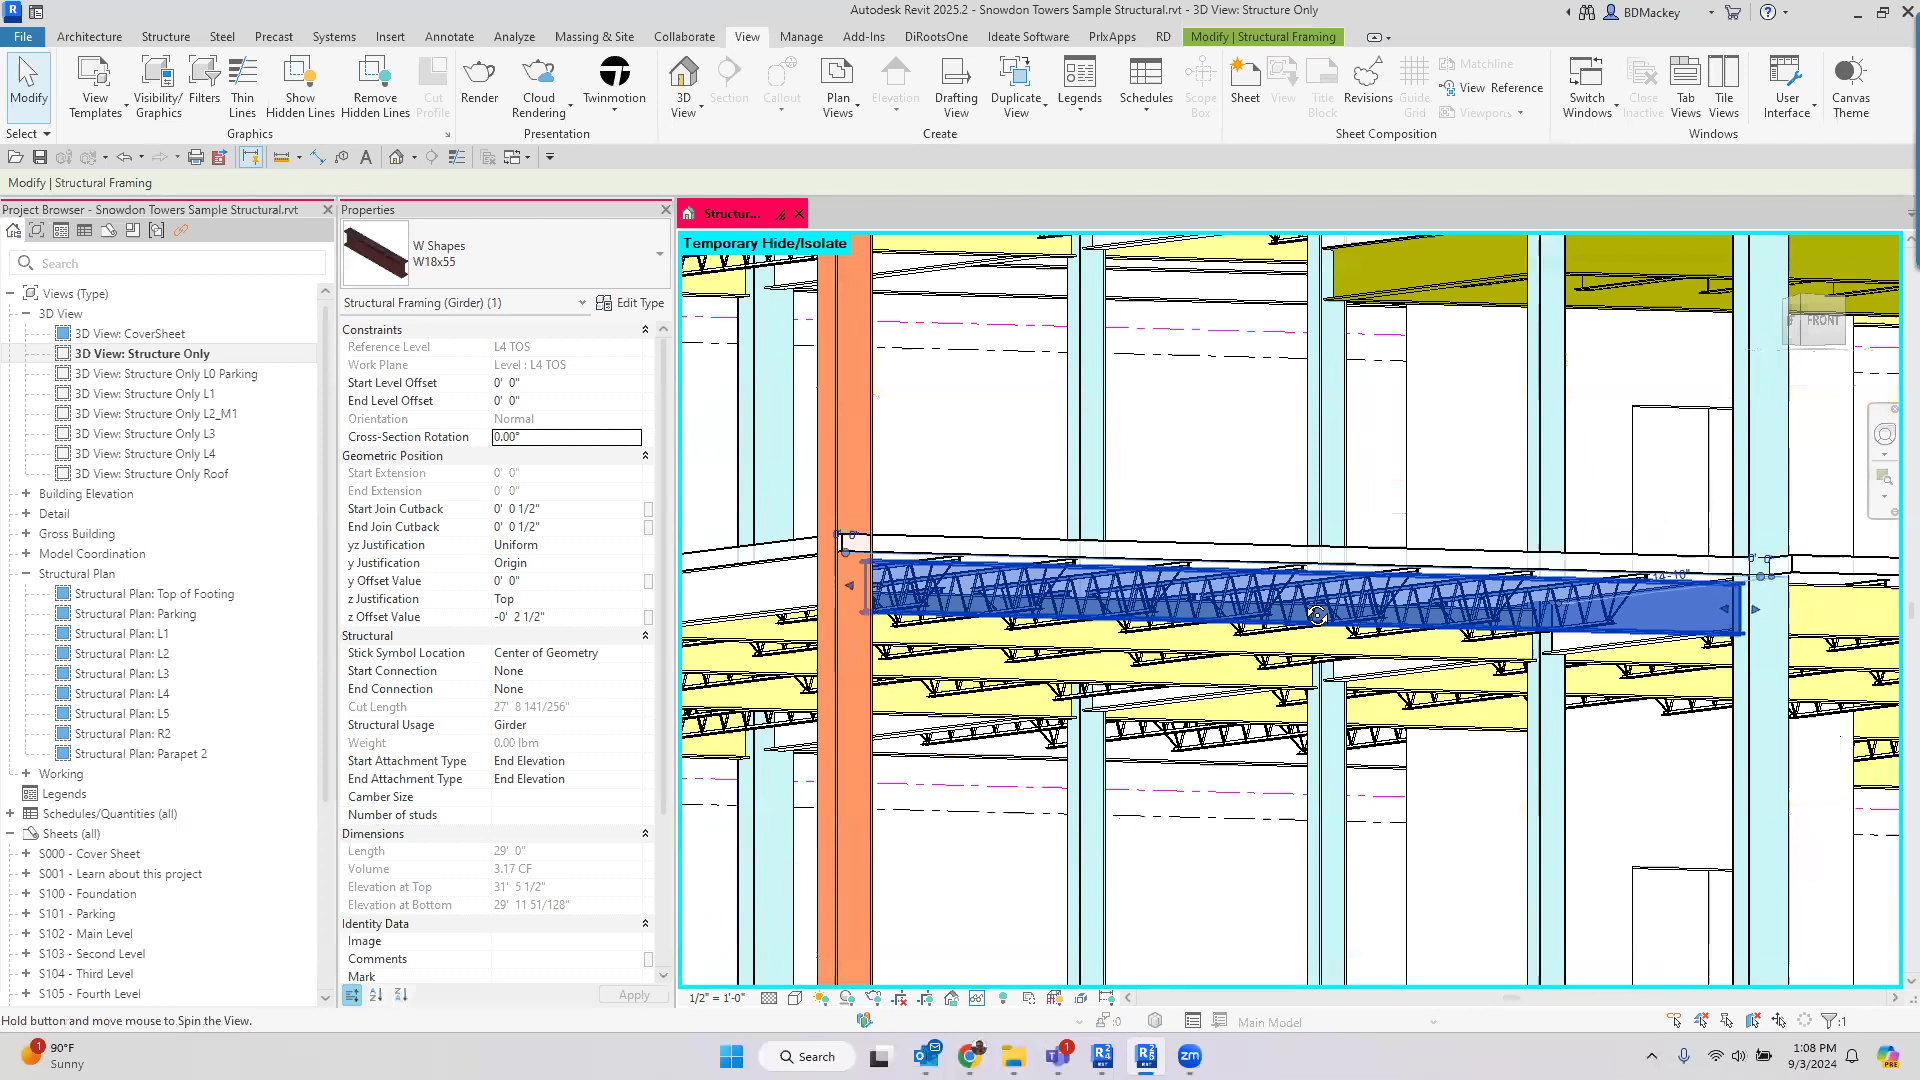 Autodesk Revit 2025.2 - Snowdon Towers Sample Structural.rvt - 3D View: Structure Only
BDMackey
File Architecture Structure Steel Precast Systems Insert Annotate Analyze Massing & Site Collaborate View Manage Add-Ins DiRootsOne Ideate Software PrlxApps RD Modify | Structural Framing
Modify
View Templates
Visibility/ Graphics
Filters
Thin Lines
Show Hidden Lines
Remove Hidden Lines
Cut Profile
Render
Cloud Rendering
Twinmotion
3D View
Section
Callout
Plan Views
Elevation
Drafting View
Duplicate View
Legends
Schedules
Scope Box
Sheet
View
Title Block
Revisions
Guide Grid
Matchline
View Reference
Viewports
Switch Windows
Close Inactive
Tab Views
Tile Views
User Interface
Canvas Theme
Select Graphics Presentation Create Sheet Composition Windows
Modify | Structural Framing
Project Browser - Snowdon Towers Sample Structural.rvt
Search
Views (Type)
3D View
3D View: CoverSheet
3D View: Structure Only
3D View: Structure Only L0 Parking
3D View: Structure Only L1
3D View: Structure Only L2_M1
3D View: Structure Only L3
3D View: Structure Only L4
3D View: Structure Only Roof
Building Elevation
Detail
Gross Building
Model Coordination
Structural Plan
Structural Plan: Top of Footing
Structural Plan: Parking
Structural Plan: L1
Structural Plan: L2
Structural Plan: L3
Structural Plan: L4
Structural Plan: L5
Structural Plan: R2
Structural Plan: Parapet 2
Working
Legends
Schedules/Quantities (all)
Sheets (all)
S000 - Cover Sheet
S001 - Learn about this project
S100 - Foundation
S101 - Parking
S102 - Main Level
S103 - Second Level
S104 - Third Level
S105 - Fourth Level
Properties
W Shapes
W18x55
Structural Framing (Girder) (1)
Edit Type
Constraints
Reference Level L4 TOS
Work Plane Level : L4 TOS
Start Level Offset 0' 0"
End Level Offset 0' 0"
Orientation Normal
Cross-Section Rotation 0.00°
Geometric Position
Start Extension 0' 0"
End Extension 0' 0"
Start Join Cutback 0' 0 1/2"
End Join Cutback 0' 0 1/2"
yz Justification Uniform
y Justification Origin
y Offset Value 0' 0"
z Justification Top
z Offset Value -0' 2 1/2"
Structural
Stick Symbol Location Center of Geometry
Start Connection None
End Connection None
Cut Length 27' 8 141/256"
Structural Usage Girder
Weight 0.00 lbm
Start Attachment Type End Elevation
End Attachment Type End Elevation
Camber Size
Number of studs
Dimensions
Length 29' 0"
Volume 3.17 CF
Elevation at Top 31' 5 1/2"
Elevation at Bottom 29' 11 51/128"
Identity Data
Image
Comments
Mark
Apply
Structur...
Temporary Hide/Isolate
FRONT
0' 0"
0' 0"
1/2" = 1'-0"
Hold button and move mouse to Spin the View.
:0
Main Model
:1
1
90°F
Sunny
Search
1
zm
1:08 PM
9/3/2024